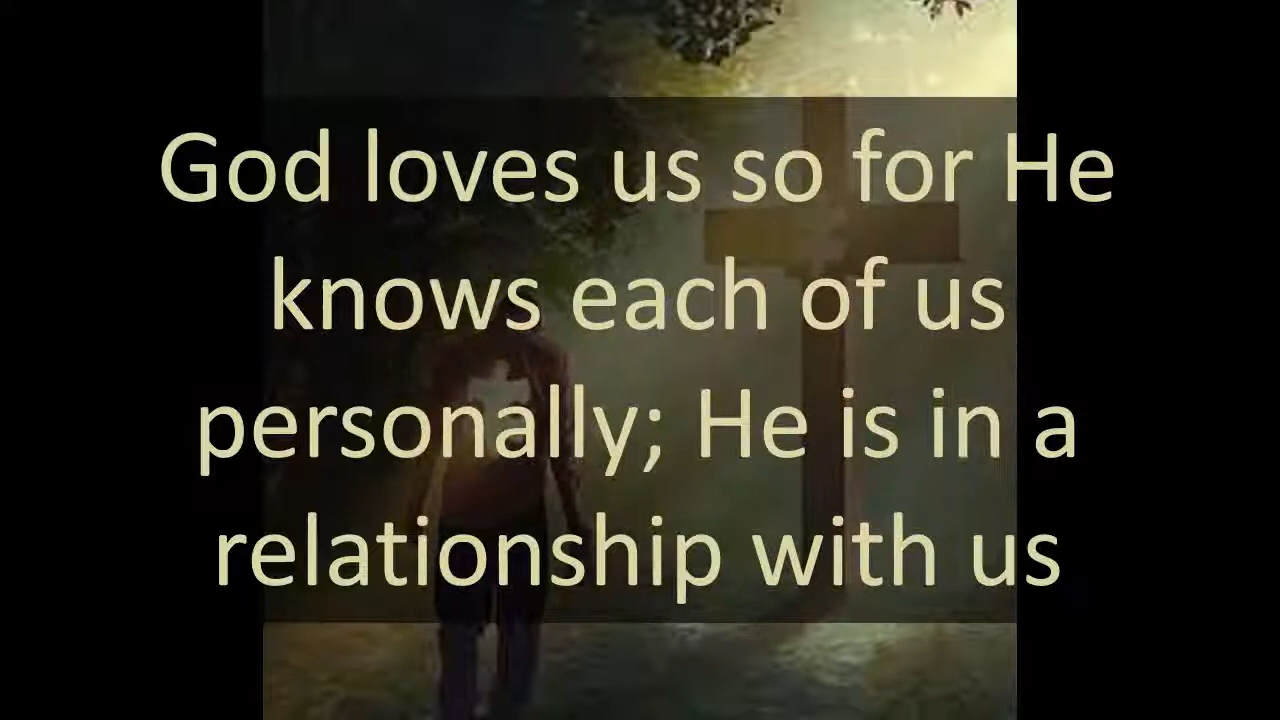 God loves us so for He
knows each of us
personally; He is in a
relationship with us